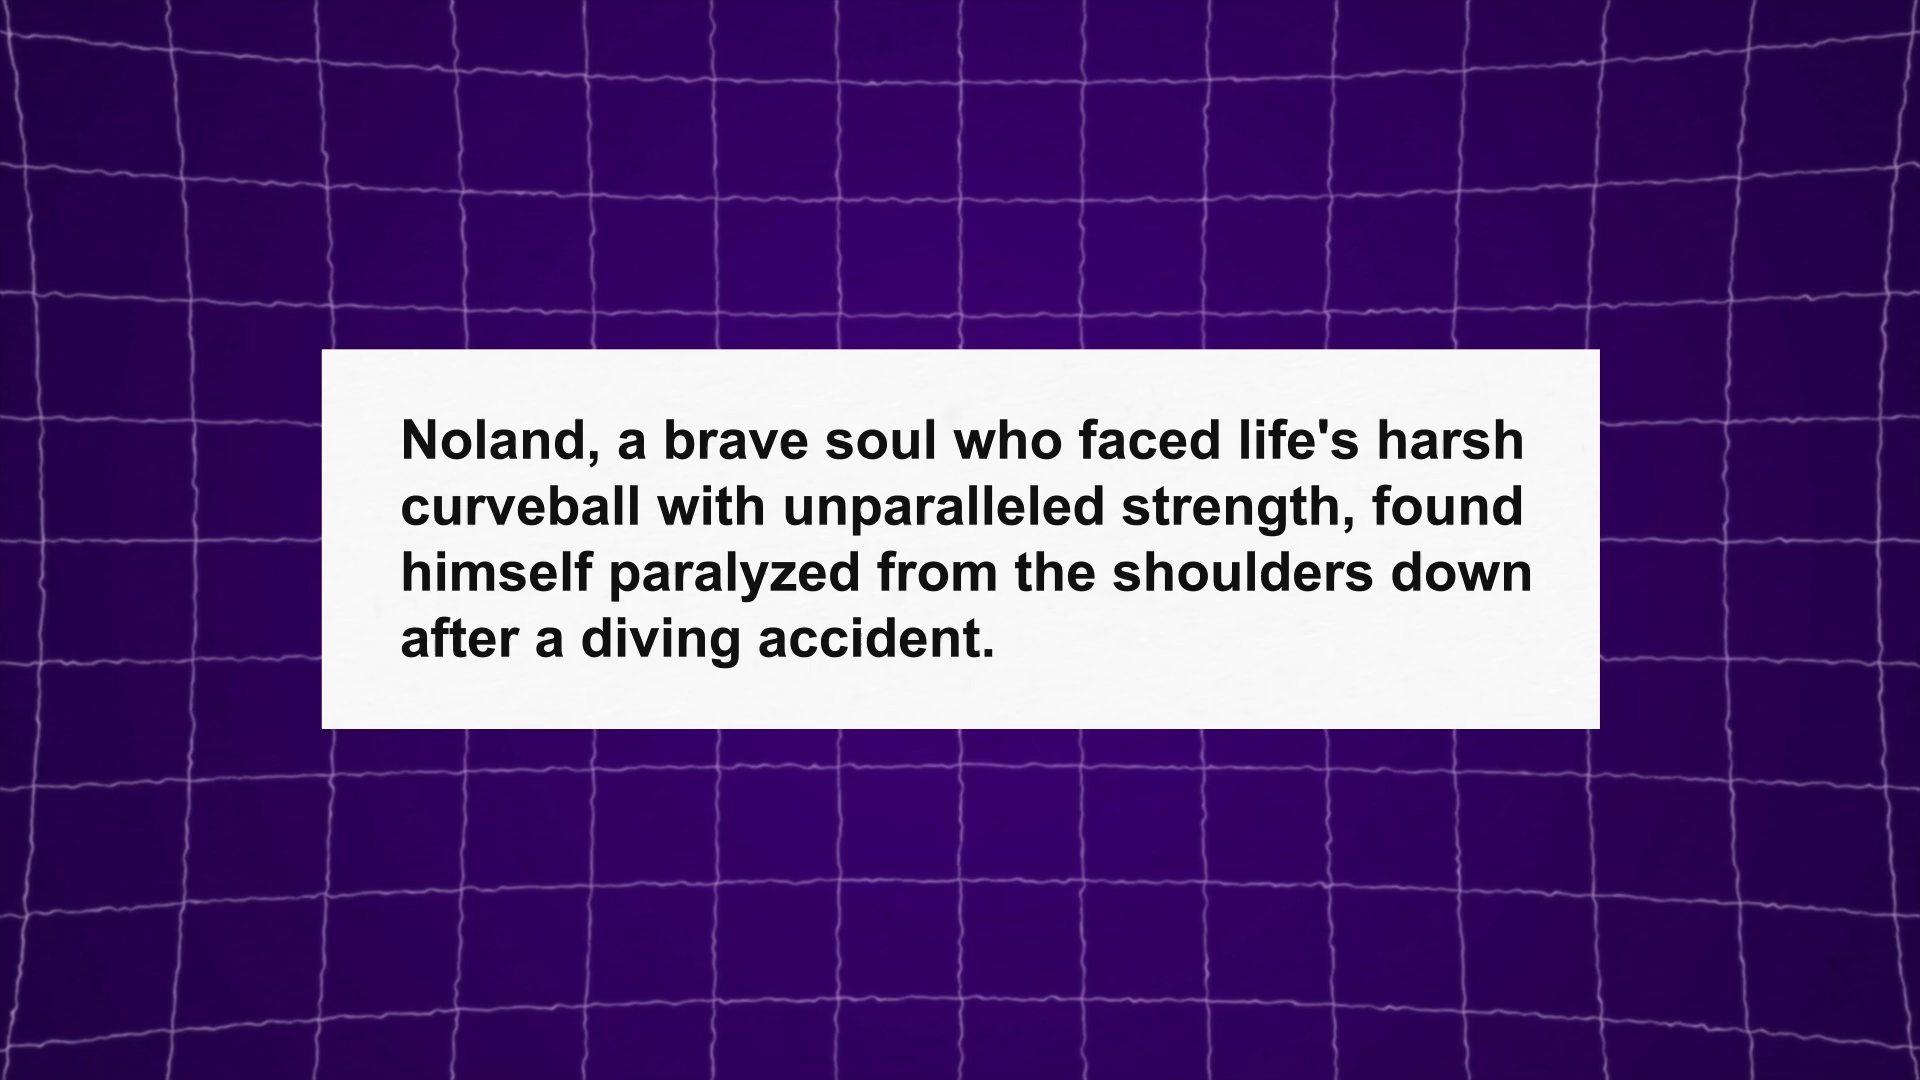 Noland, a brave soul who faced life's harsh
curveball with unparalleled strength, found
himself paralyzed from the shoulders down
after a diving accident.